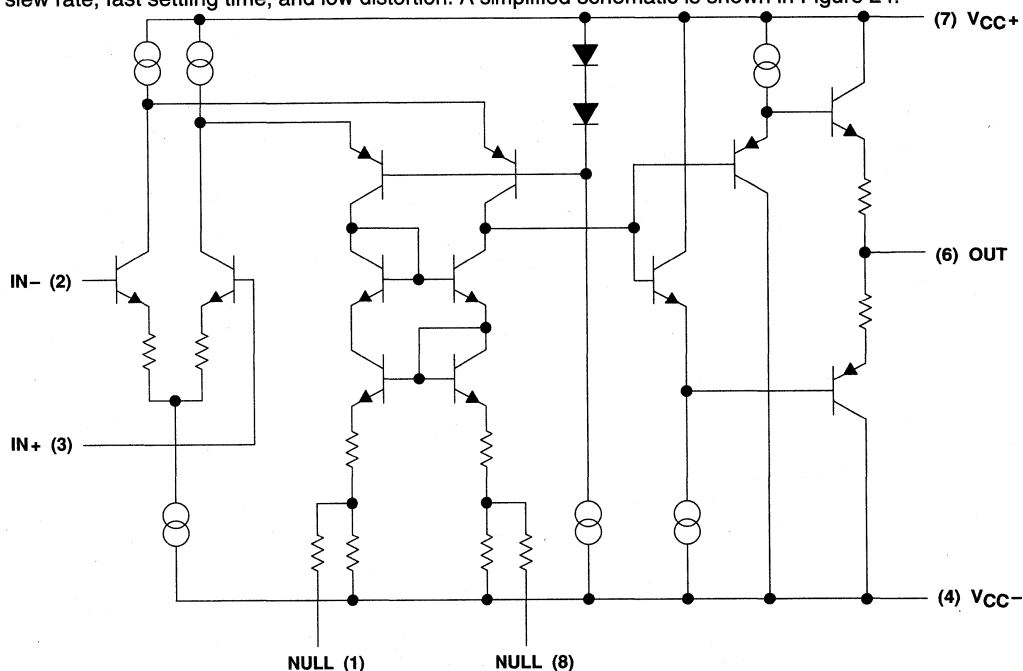 slew rate, fast settling time, and low distortion. A simplified schematic is shown in Figure 24.
(7) VCC+
IN− (2)
(6) OUT
IN+ (3)
(4) VCC−
NULL (1)
NULL (8)